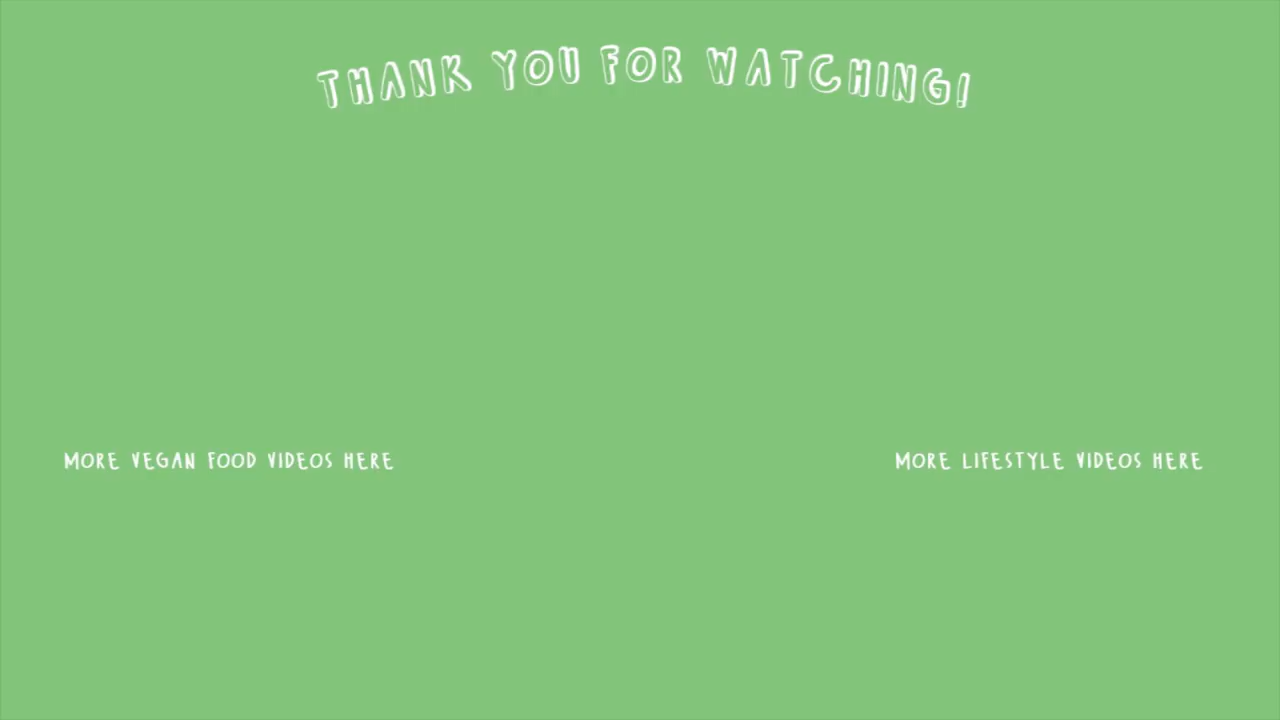 THANK YOU FOR WATCHING!
MORE VEGAN FOOD VIDEOS HERE
MORE LIFESTYLE VIDEOS HERE